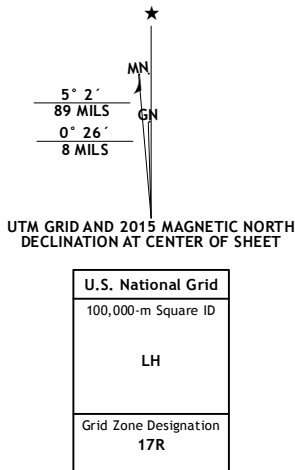 MN
5° 2´
89 MILS
GN
0° 26´
8 MILS
UTM GRID AND 2015 MAGNETIC NORTH
DECLINATION AT CENTER OF SHEET
U.S. National Grid
100,000-m Square ID
LH
Grid Zone Designation
17R